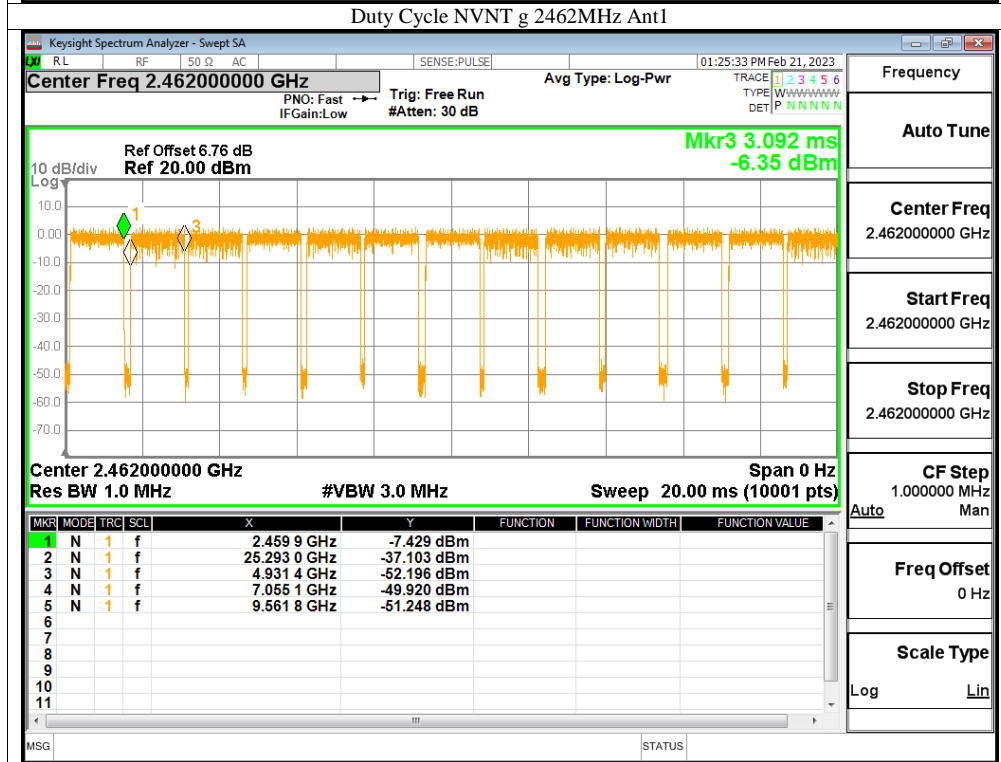 Duty Cycle NVNT g 2462MHz Ant1
Keysight Spectrum Analyzer - Swept SA
LXI RL RF 50 Ω AC SENSE:PULSE 01:25:33 PM Feb 21, 2023
Center Freq 2.462000000 GHz Avg Type: Log-Pwr TRACE 1 2 3 4 5 6
PNO: Fast Trig: Free Run TYPE WWWWWWW
IFGain:Low #Atten: 30 dB DET P N N N N N
Mkr3 3.092 ms
Ref Offset 6.76 dB
10 dB/div Ref 20.00 dBm -6.35 dBm
Log
10.0
0.00
-10.0
-20.0
-30.0
-40.0
-50.0
-60.0
-70.0
1
3
Center 2.462000000 GHz Span 0 Hz
Res BW 1.0 MHz #VBW 3.0 MHz Sweep 20.00 ms (10001 pts)
MKR MODE TRC SCL X Y FUNCTION FUNCTION WIDTH FUNCTION VALUE
1 N 1 f 2.459 9 GHz -7.429 dBm
2 N 1 f 25.293 0 GHz -37.103 dBm
3 N 1 f 4.931 4 GHz -52.196 dBm
4 N 1 f 7.055 1 GHz -49.920 dBm
5 N 1 f 9.561 8 GHz -51.248 dBm
6
7
8
9
10
11
MSG STATUS
Frequency
Auto Tune
Center Freq
2.462000000 GHz
Start Freq
2.462000000 GHz
Stop Freq
2.462000000 GHz
CF Step
1.000000 MHz
Auto Man
Freq Offset
0 Hz
Scale Type
Log Lin